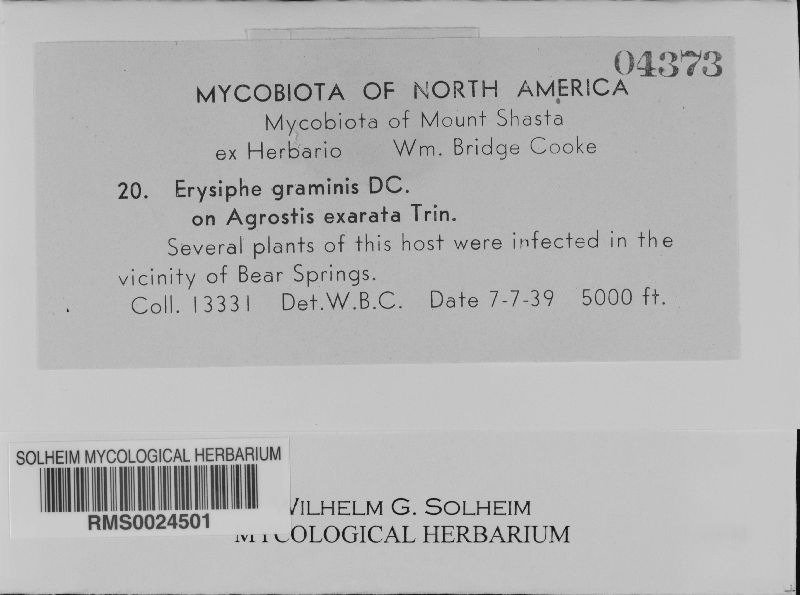 04373
MYCOBIOTA OF NORTH AMERICA
Mycobiota of Mount Shasta
ex Herbario Wm. Bridge Cooke
20. Erysiphe graminis DC.
on Agrostis exarata Trin.
Several plants of this host were infected in the
vicinity of Bear Springs.
Coll. 13331 Det.W.B.C. Date 7-7-39 5000 ft.
SOLHEIM MYCOLOGICAL HERBARIUM
RMS0024501
WILHELM G. SOLHEIM
MYCOLOGICAL HERBARIUM